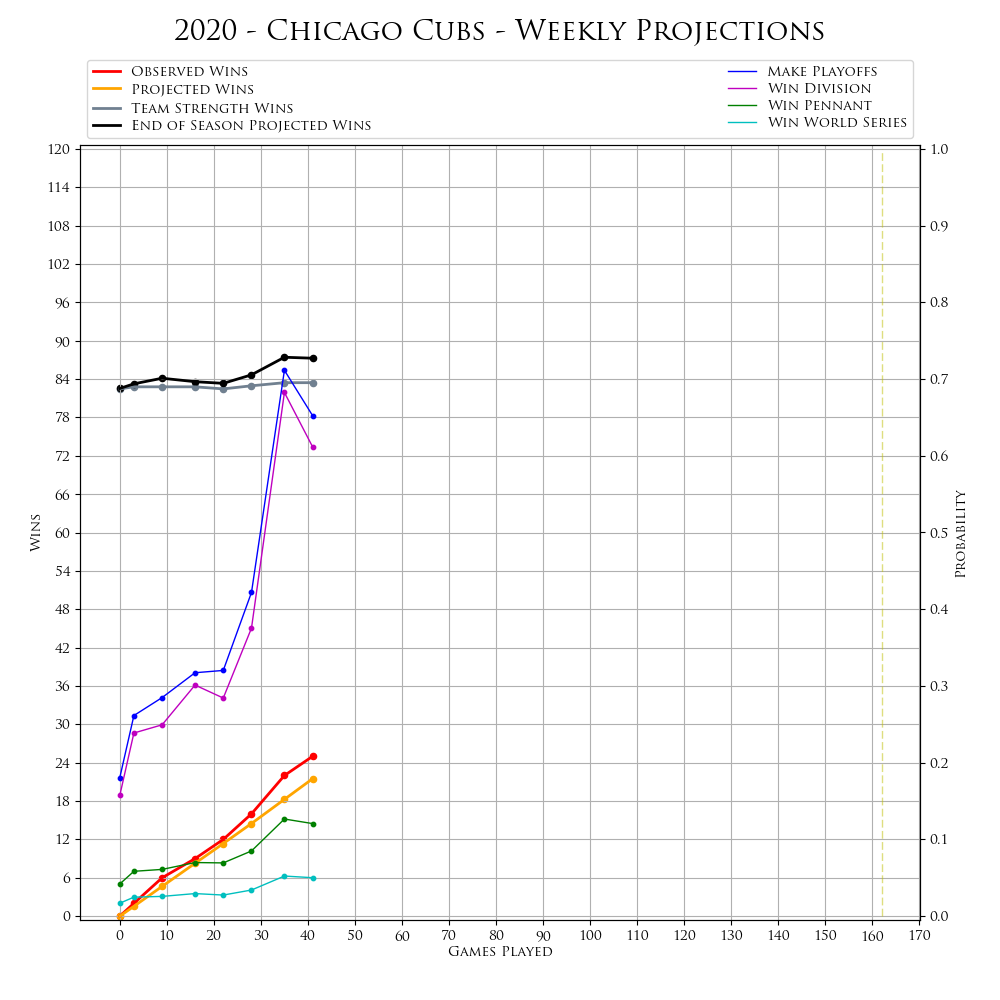 2020 - Chicago Cubs - Weekly Projections
Observed Wins
Projected Wins
Team Strength Wins
End of Season Projected Wins
Make Playoffs
Win Division
Win Pennant
Win World Series
120
114
108
102
96
90
84
78
72
66
60
54
48
42
36
30
24
18
12
6
0
Wins
1.0
0.9
0.8
0.7
0.6
0.5
0.4
0.3
0.2
0.1
0.0
Probability
0 10 20 30 40 50 60 70 80 90 100 110 120 130 140 150 160 170
Games Played